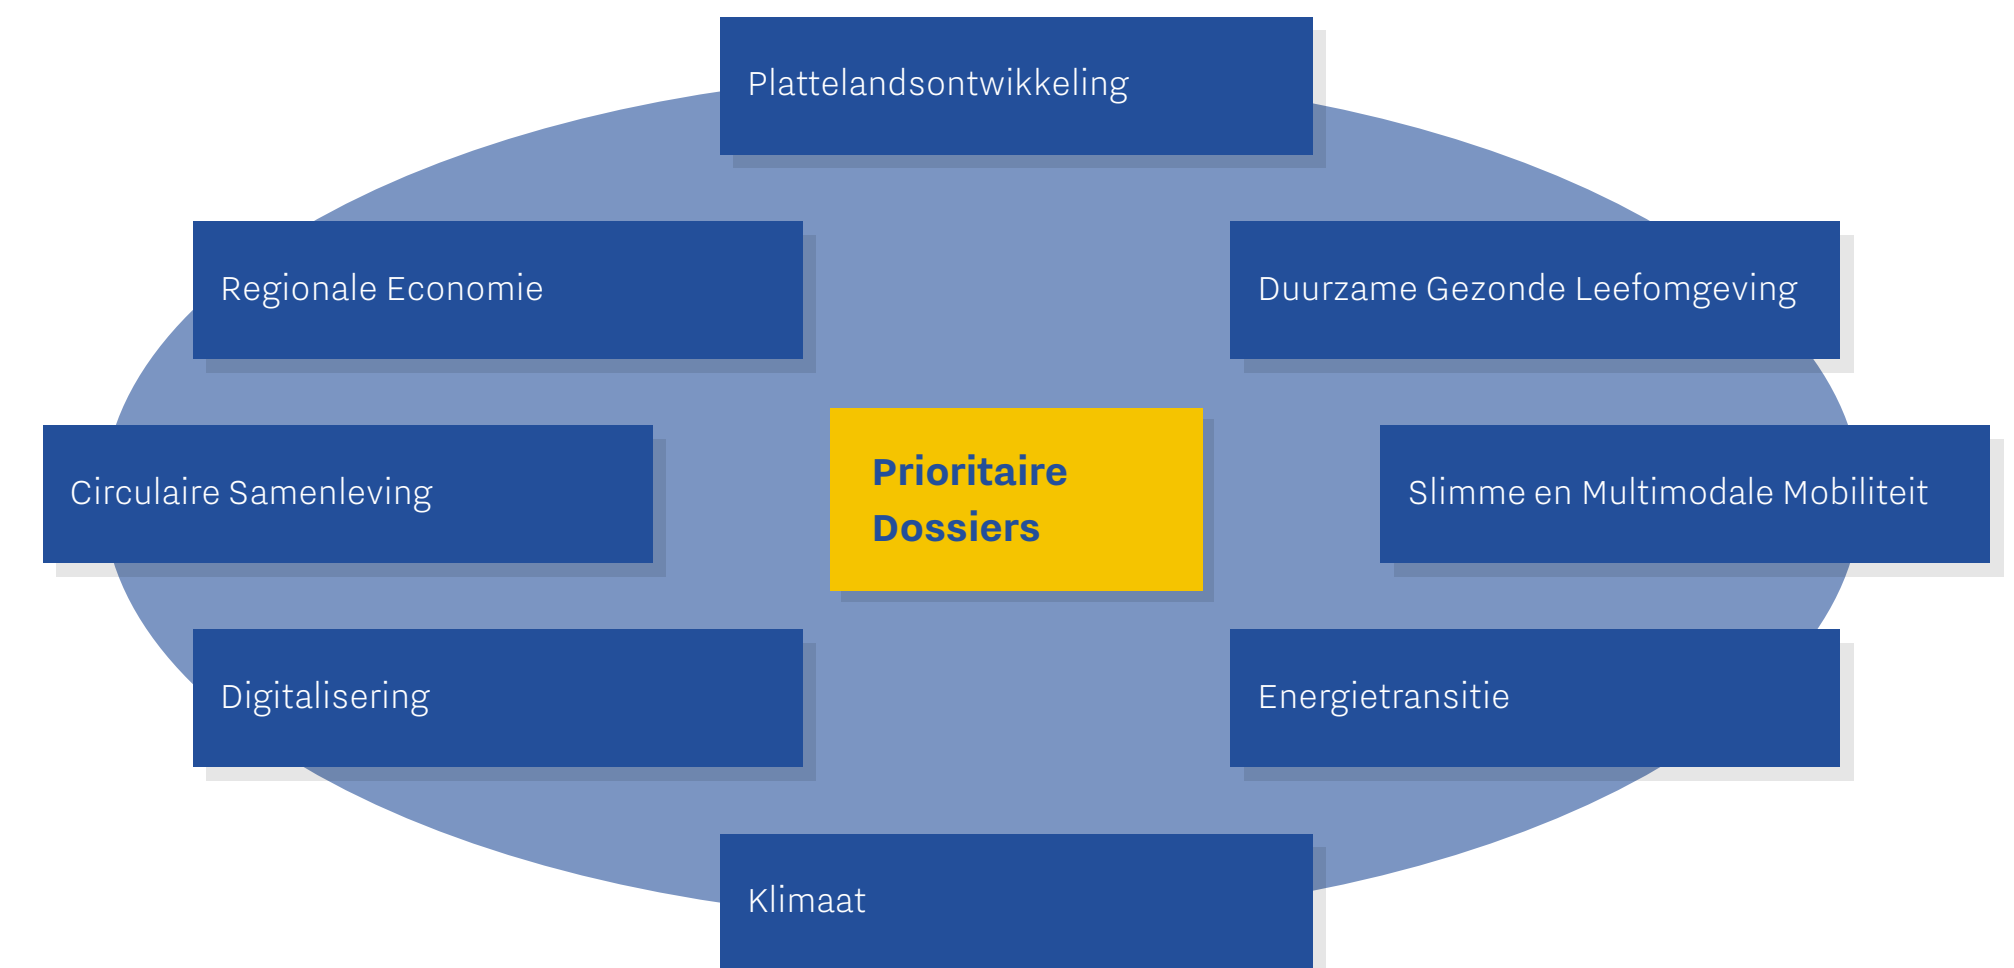 Plattelandsontwikkeling
Regionale Economie
Duurzame Gezonde Leefomgeving
Circulaire Samenleving
Prioritaire
Dossiers
Slimme en Multimodale Mobiliteit
Digitalisering
Energietransitie
Klimaat